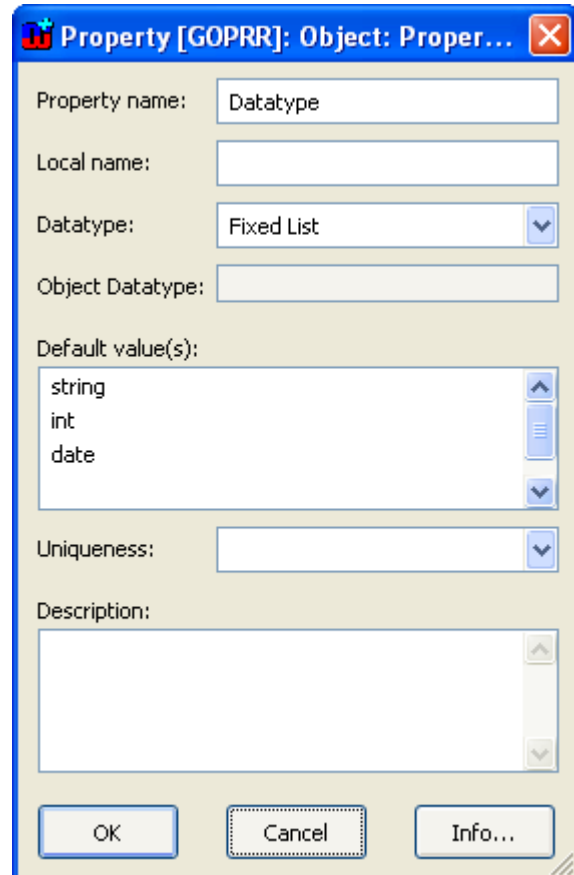 Property [GOPRR]: Object: Proper...
Property name: Datatype
Local name:
Datatype: Fixed List
Object Datatype:
Default value(s):
string
int
date
Uniqueness:
Description:
OK Cancel Info...